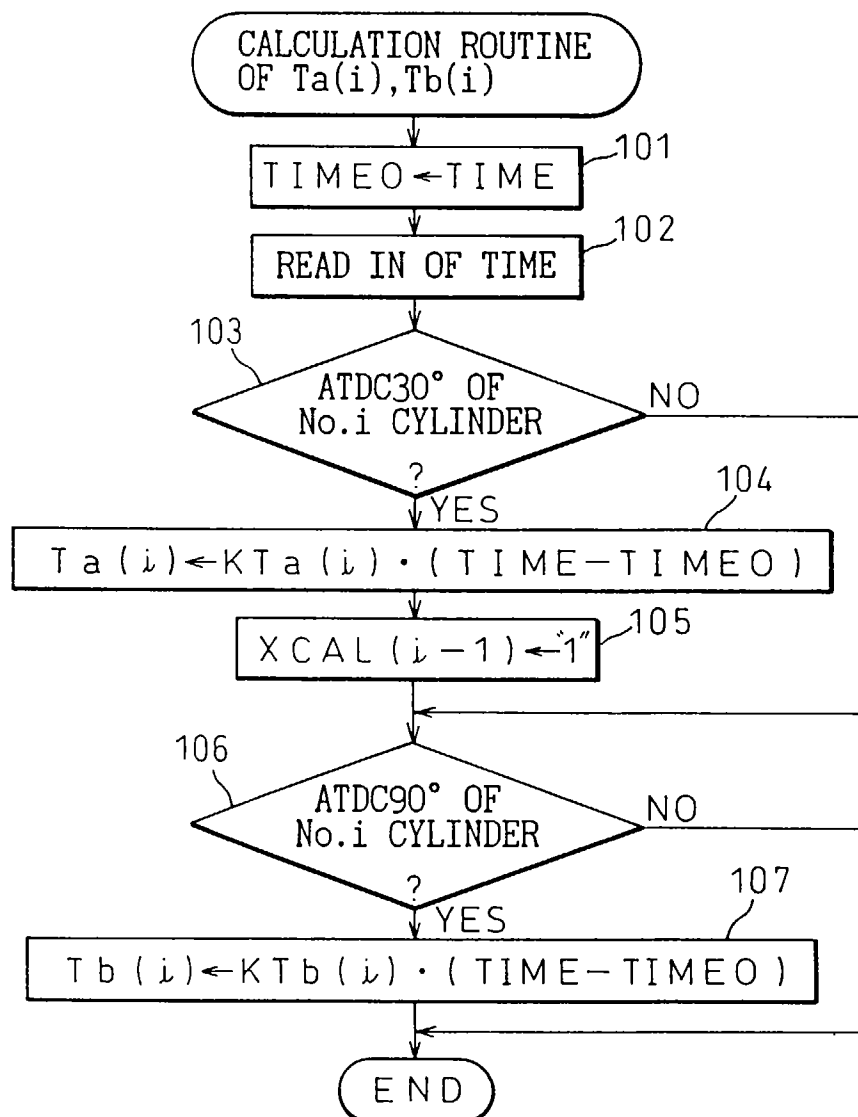 CALCULATION ROUTINE
OF Ta(i),Tb(i)
101
TIMEO←TIME
102
READ IN OF TIME
103
ATDC30° OF
No.i CYLINDER
?
NO
YES
104
Ta(i)←KTa(i)·(TIME−TIMEO)
105
XCAL(i−1)←"1"
106
ATDC90° OF
No.i CYLINDER
?
NO
YES
107
Tb(i)←KTb(i)·(TIME−TIMEO)
END